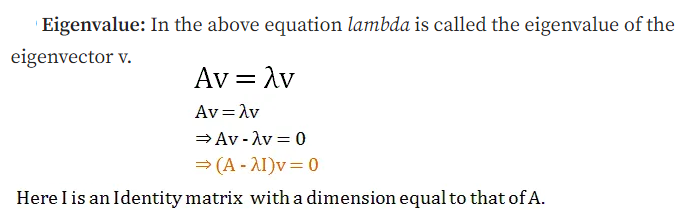 Eigenvalue: In the above equation lambda is called the eigenvalue of the
eigenvector v.
Av = λv
Av = λv
⇒ Av - λv = 0
⇒ (A - λI)v = 0
Here I is an Identity matrix with a dimension equal to that of A.